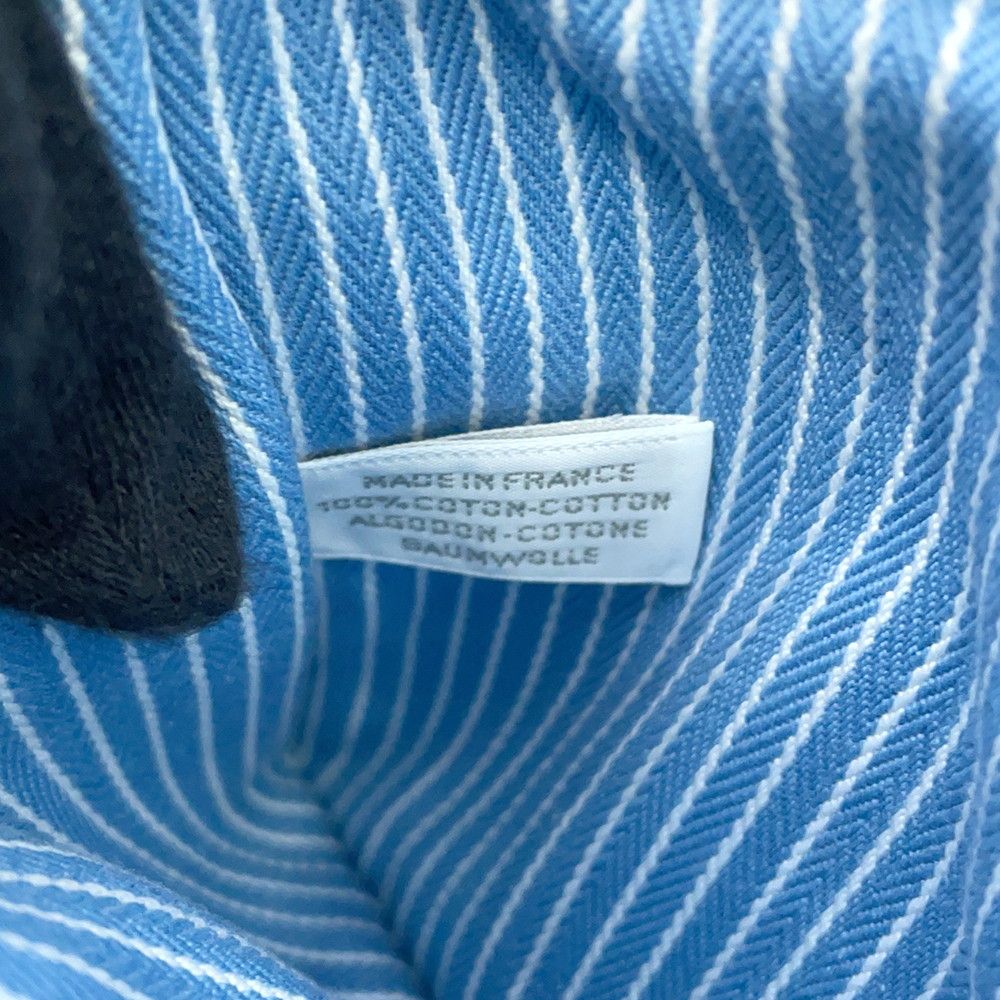 MADE IN FRANCE
100% COTON-COTTON
ALGODON-COTONE
BAUMWOLLE